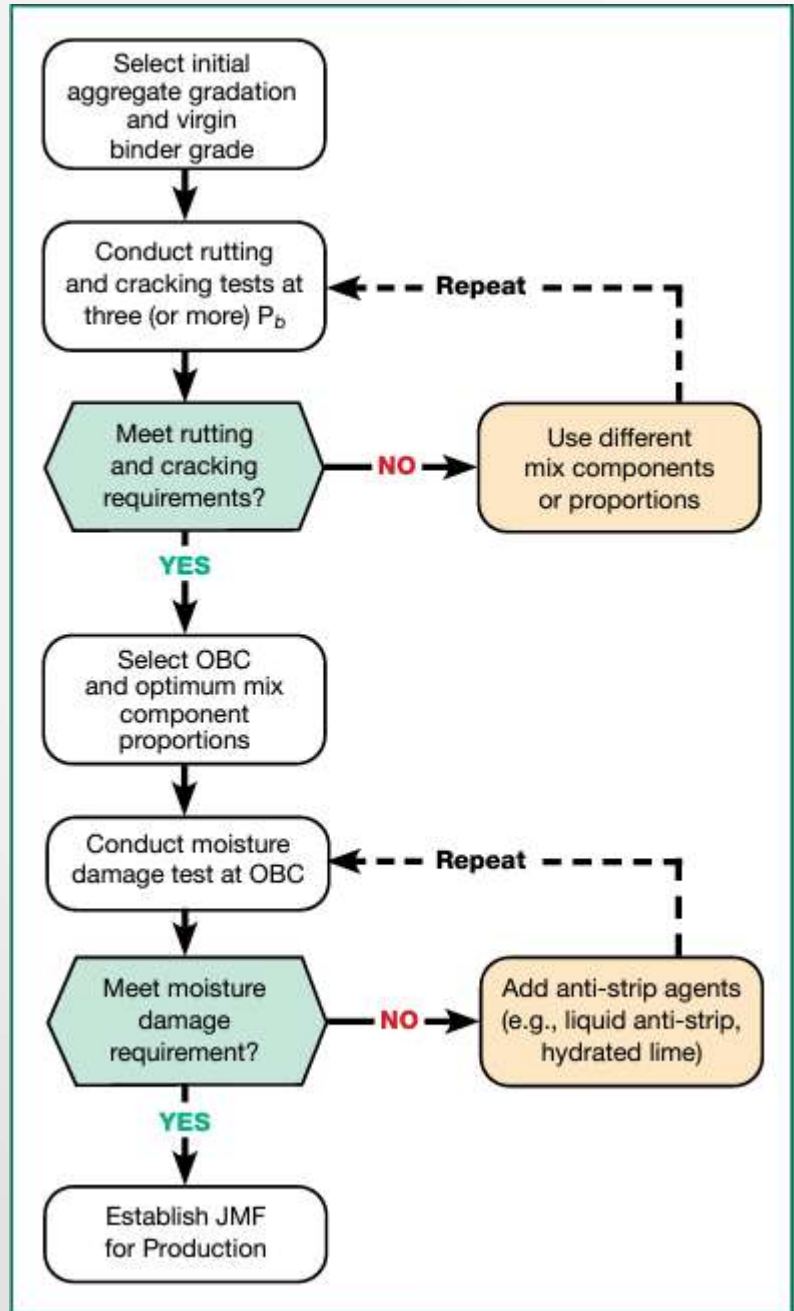 Select initial
aggregate gradation
and virgin
binder grade
Conduct rutting
and cracking tests at
three (or more) Pb
Repeat
Meet rutting
and cracking
requirements?
NO
Use different
mix components
or proportions
YES
Select OBC
and optimum mix
component
proportions
Conduct moisture
damage test at OBC
Repeat
Meet moisture
damage
requirement?
NO
Add anti-strip agents
(e.g., liquid anti-strip,
hydrated lime)
YES
Establish JMF
for Production